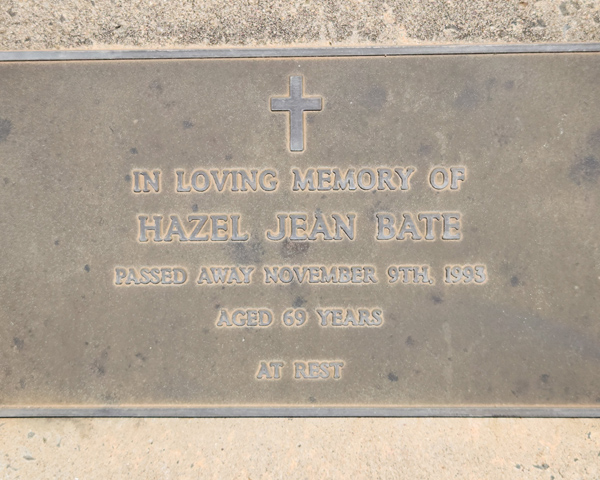 IN LOVING MEMORY OF
HAZEL JEAN BATE
PASSED AWAY NOVEMBER 9TH, 1993
AGED 69 YEARS
AT REST